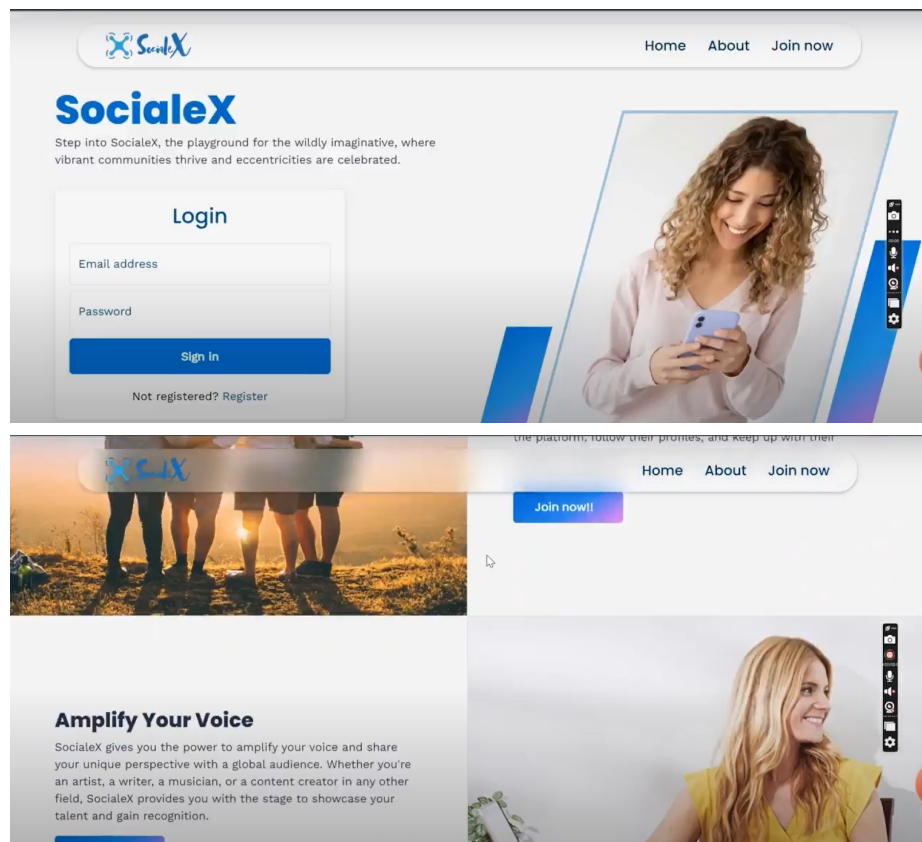 SocialeX
Home About Join now
SocialeX
Step into SocialeX, the playground for the wildly imaginative, where
vibrant communities thrive and eccentricities are celebrated.
Login
Email address
Password
Sign in
Not registered? Register
the platform, follow their profiles, and keep up with their
SocialeX
Home About Join now
Join now!!
Amplify Your Voice
SocialeX gives you the power to amplify your voice and share
your unique perspective with a global audience. Whether you're
an artist, a writer, a musician, or a content creator in any other
field, SocialeX provides you with the stage to showcase your
talent and gain recognition.